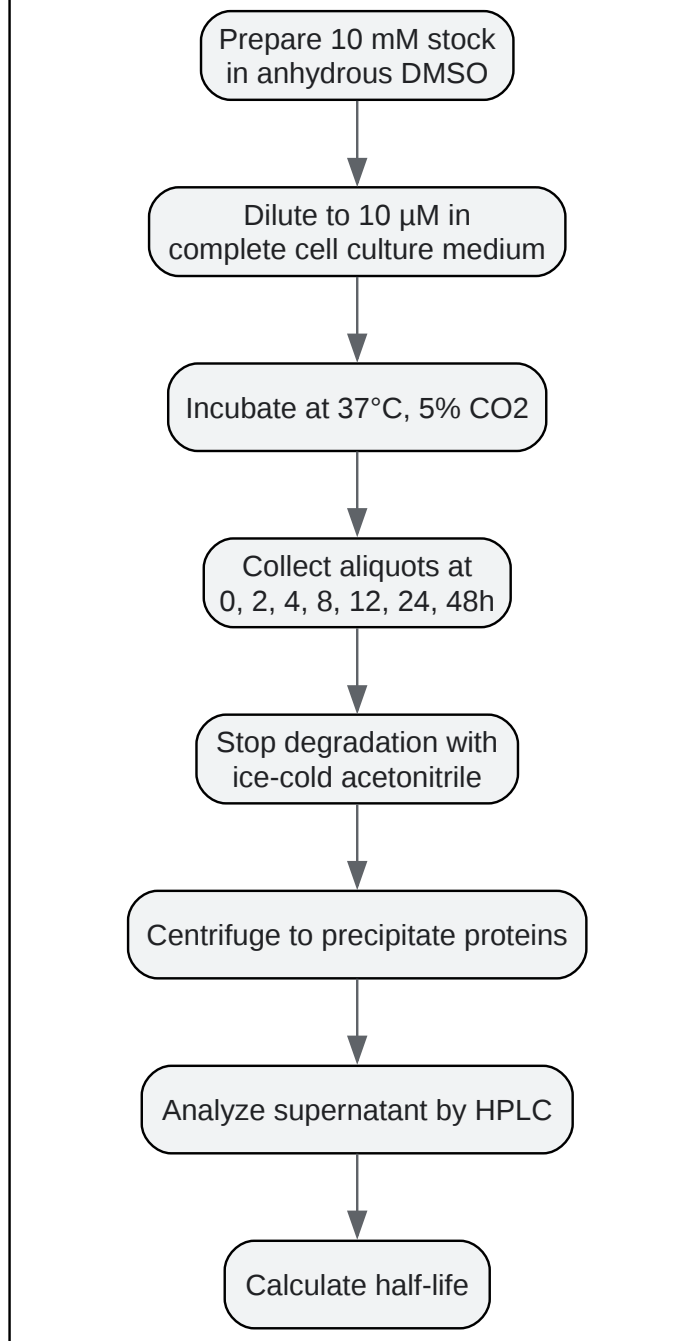 Prepare 10 mM stock
in anhydrous DMSO
Dilute to 10 µM in
complete cell culture medium
Incubate at 37°C, 5% CO2
Collect aliquots at
0, 2, 4, 8, 12, 24, 48h
Stop degradation with
ice-cold acetonitrile
Centrifuge to precipitate proteins
Analyze supernatant by HPLC
Calculate half-life